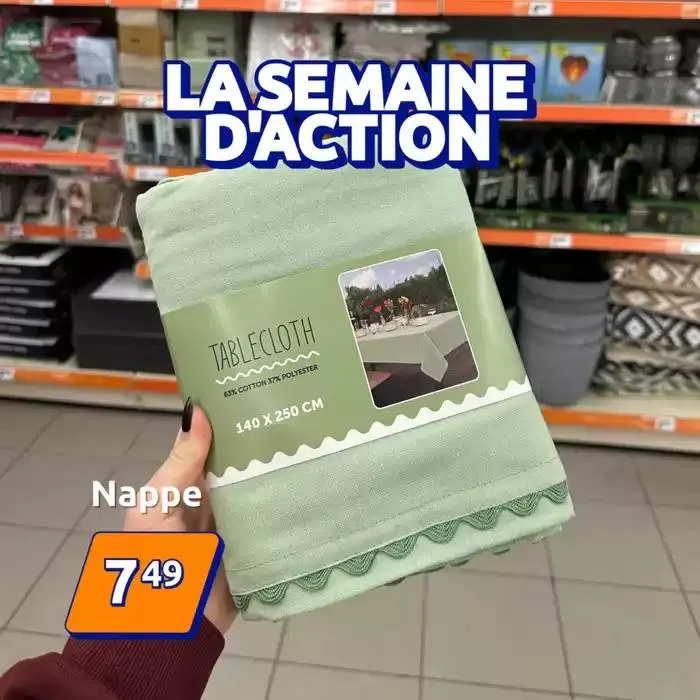 LA SEMAINE
D'ACTION
TABLECLOTH
63% COTTON 37% POLYESTER
140 X 250 CM
Nappe
7 49